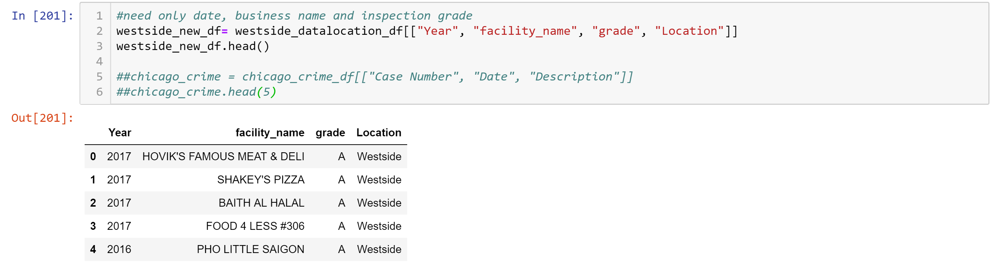 In [201]:
1 #need only date, business name and inspection grade
2 westside_new_df= westside_datalocation_df[["Year", "facility_name", "grade", "Location"]]
3 westside_new_df.head()
4
5 ##chicago_crime = chicago_crime_df[["Case Number", "Date", "Description"]]
6 ##chicago_crime.head(5)
Out[201]:
Year facility_name grade Location
0 2017 HOVIK'S FAMOUS MEAT & DELI A Westside
1 2017 SHAKEY'S PIZZA A Westside
2 2017 BAITH AL HALAL A Westside
3 2017 FOOD 4 LESS #306 A Westside
4 2016 PHO LITTLE SAIGON A Westside